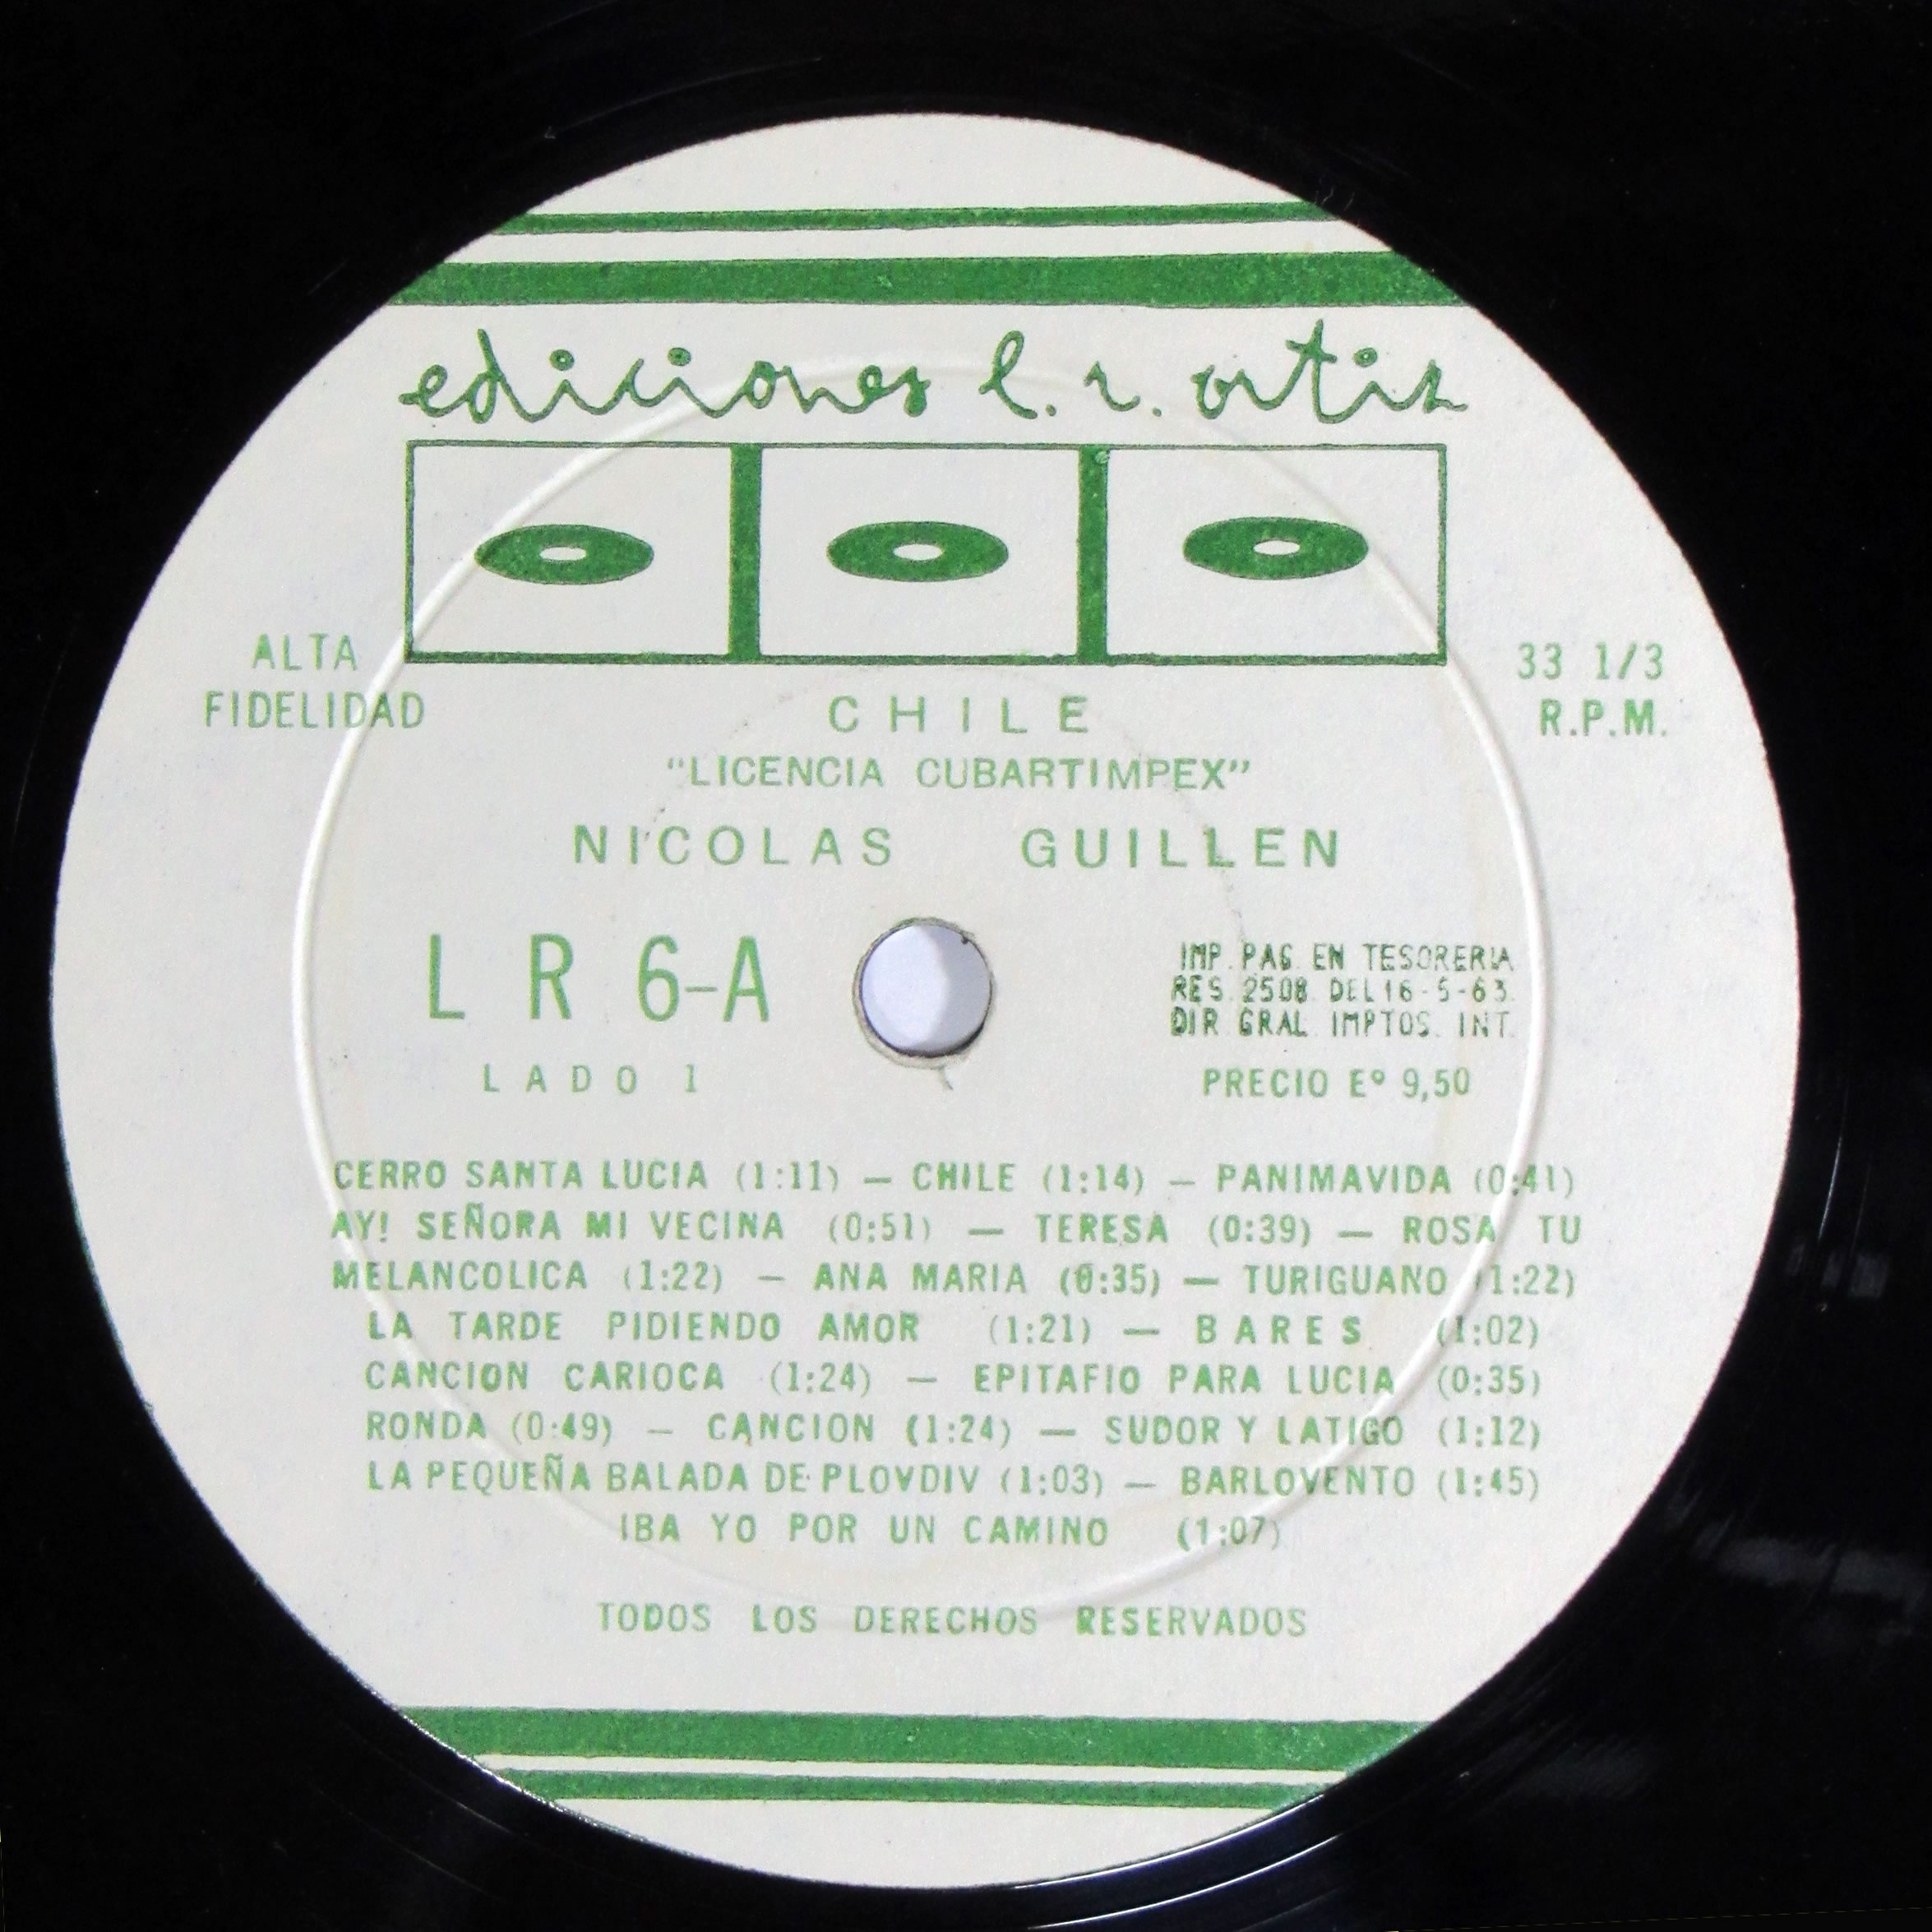 ediciones l. r. ortiz
ALTA
FIDELIDAD
33 1/3
R.P.M.
CHILE
"LICENCIA CUBARTIMPEX"
NICOLAS GUILLEN
L R 6-A
LADO 1
IMP. PAG. EN TESORERIA
RES. 2508 DEL 16-5-63.
DIR. GRAL. IMPTOS. INT.
PRECIO Eº 9,50
CERRO SANTA LUCIA (1:11) — CHILE (1:14) — PANIMAVIDA (0:41)
AY! SEÑORA MI VECINA (0:51) — TERESA (0:39) — ROSA TU
MELANCOLICA (1:22) — ANA MARIA (0:35) — TURIGUANO (1:22)
LA TARDE PIDIENDO AMOR (1:21) — BARES (1:02)
CANCION CARIOCA (1:24) — EPITAFIO PARA LUCIA (0:35)
RONDA (0:49) — CANCION (1:24) — SUDOR Y LATIGO (1:12)
LA PEQUEÑA BALADA DE PLOVDIV (1:03) — BARLOVENTO (1:45)
IBA YO POR UN CAMINO (1:07)
TODOS LOS DERECHOS RESERVADOS